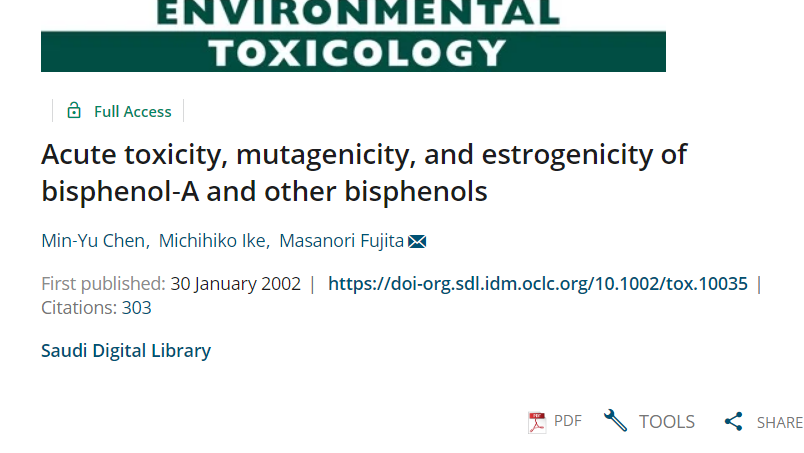 ENVIRONMENTAL
TOXICOLOGY
Full Access
Acute toxicity, mutagenicity, and estrogenicity of
bisphenol-A and other bisphenols
Min-Yu Chen, Michihiko Ike, Masanori Fujita
First published: 30 January 2002 | https://doi-org.sdl.idm.oclc.org/10.1002/tox.10035 |
Citations: 303
Saudi Digital Library
PDF TOOLS SHARE